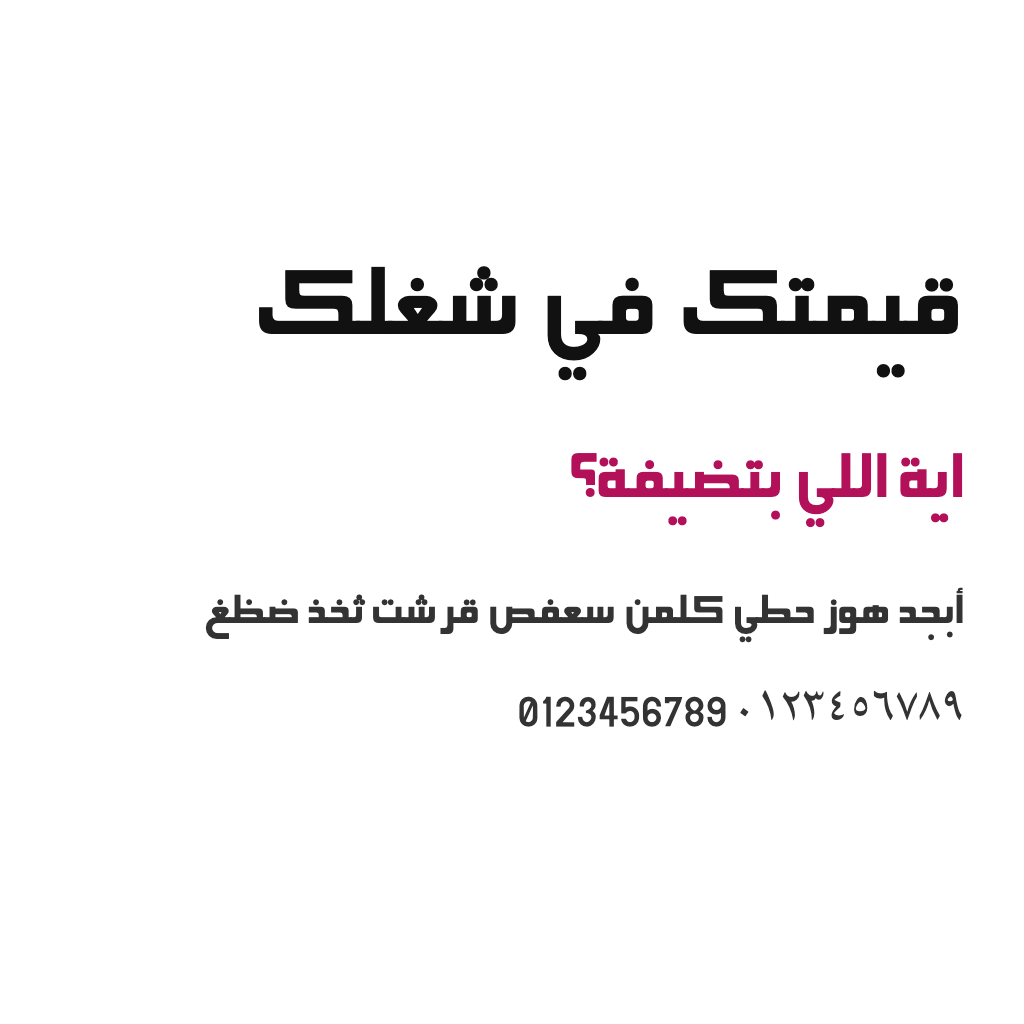 قيمتك في شغلك
اية اللي بتضيفة؟
أبجد هوز حطي كلمن سعفص قرشت ثخذ ضظغ
٠١٢٣٤٥٦٧٨٩ 0123456789